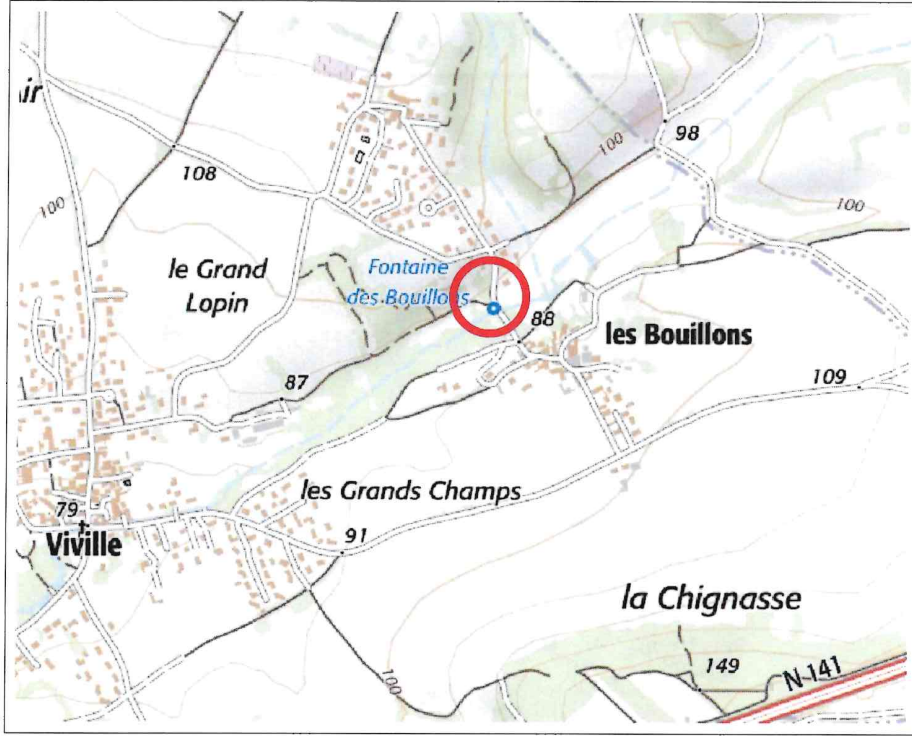 ir
98
108
100
100
100
le Grand
Lopin
Fontaine
des Bouillons
88
les Bouillons
87
109
les Grands Champs
79
Viville
91
la Chignasse
149
N-141
100